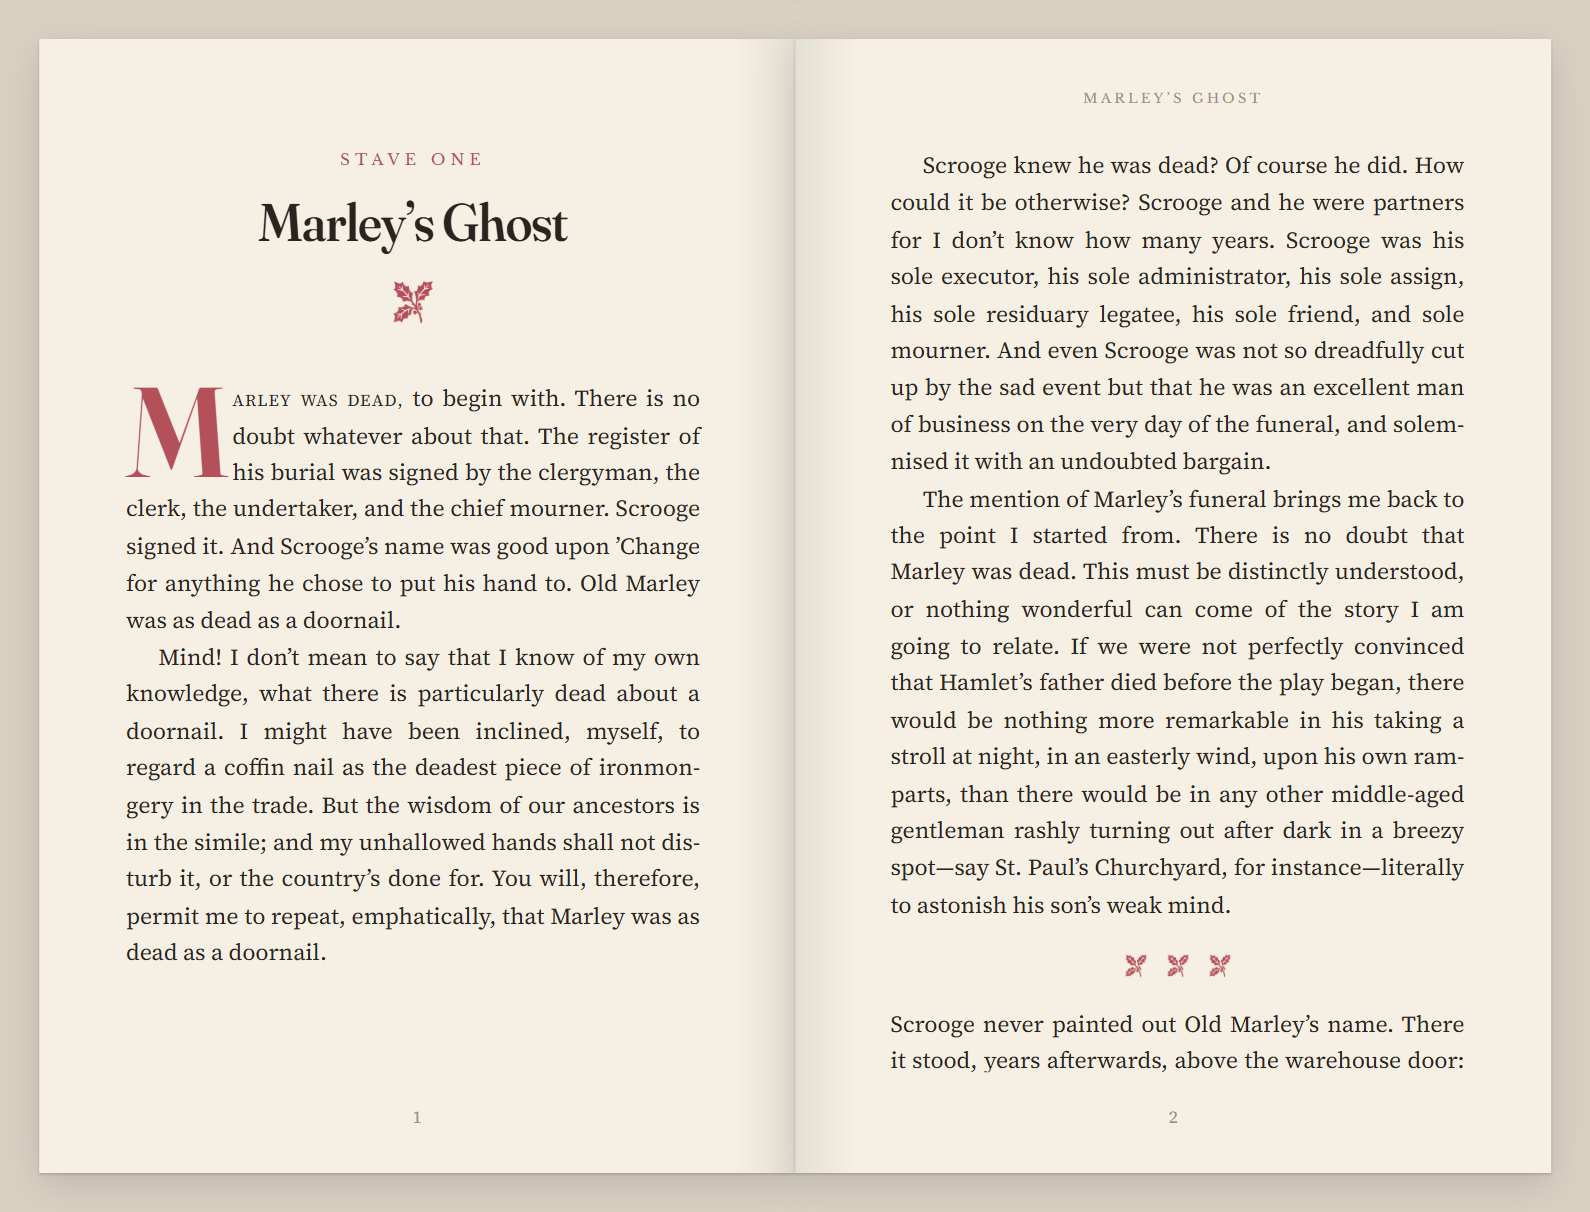 STAVE ONE
Marley’s Ghost
MARLEY WAS DEAD, to begin with. There is no
doubt whatever about that. The register of
his burial was signed by the clergyman, the
clerk, the undertaker, and the chief mourner. Scrooge
signed it. And Scrooge’s name was good upon ’Change
for anything he chose to put his hand to. Old Marley
was as dead as a doornail.
Mind! I don’t mean to say that I know of my own
knowledge, what there is particularly dead about a
doornail. I might have been inclined, myself, to
regard a coffin nail as the deadest piece of ironmon-
gery in the trade. But the wisdom of our ancestors is
in the simile; and my unhallowed hands shall not dis-
turb it, or the country’s done for. You will, therefore,
permit me to repeat, emphatically, that Marley was as
dead as a doornail.
1
MARLEY’S GHOST
Scrooge knew he was dead? Of course he did. How
could it be otherwise? Scrooge and he were partners
for I don’t know how many years. Scrooge was his
sole executor, his sole administrator, his sole assign,
his sole residuary legatee, his sole friend, and sole
mourner. And even Scrooge was not so dreadfully cut
up by the sad event but that he was an excellent man
of business on the very day of the funeral, and solem-
nised it with an undoubted bargain.
The mention of Marley’s funeral brings me back to
the point I started from. There is no doubt that
Marley was dead. This must be distinctly understood,
or nothing wonderful can come of the story I am
going to relate. If we were not perfectly convinced
that Hamlet’s father died before the play began, there
would be nothing more remarkable in his taking a
stroll at night, in an easterly wind, upon his own ram-
parts, than there would be in any other middle-aged
gentleman rashly turning out after dark in a breezy
spot—say St. Paul’s Churchyard, for instance—literally
to astonish his son’s weak mind.
Scrooge never painted out Old Marley’s name. There
it stood, years afterwards, above the warehouse door:
2